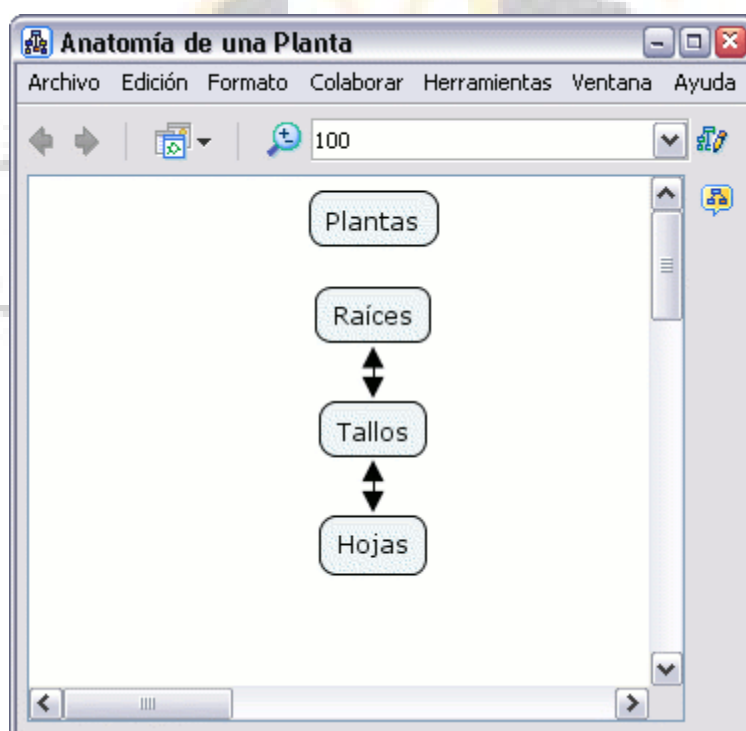 Anatomía de una Planta
Archivo Edición Formato Colaborar Herramientas Ventana Ayuda
100
Plantas
Raíces
Tallos
Hojas